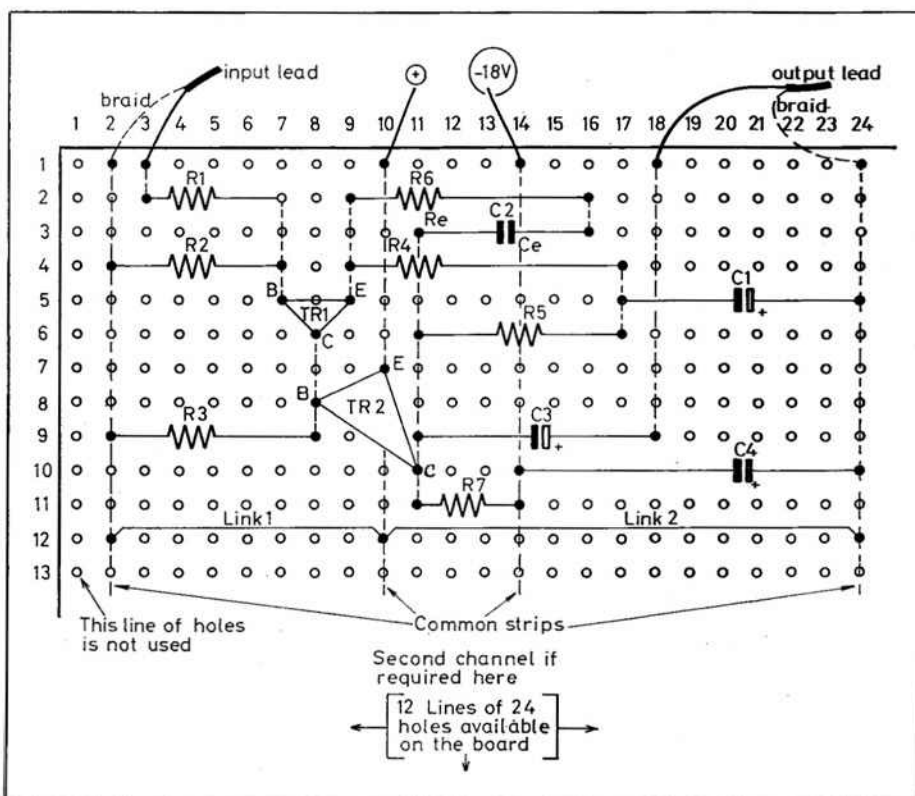 input lead
+
-18V
output lead
braid
braid
1 2 3 4 5 6 7 8 9 10 11 12 13 14 15 16 17 18 19 20 21 22 23 24
1
R1
R6
2
Re
C2
3
R2
R4
Ce
4
C1
B
E
5
TR1
R5
+
C
6
E
7
B
8
TR 2
R3
C3
9
+
C4
C
10
R7
+
11
Link1
Link 2
12
13
This line of holes
is not used
Common strips
Second channel if
required here
12 Lines of 24
holes available
on the board